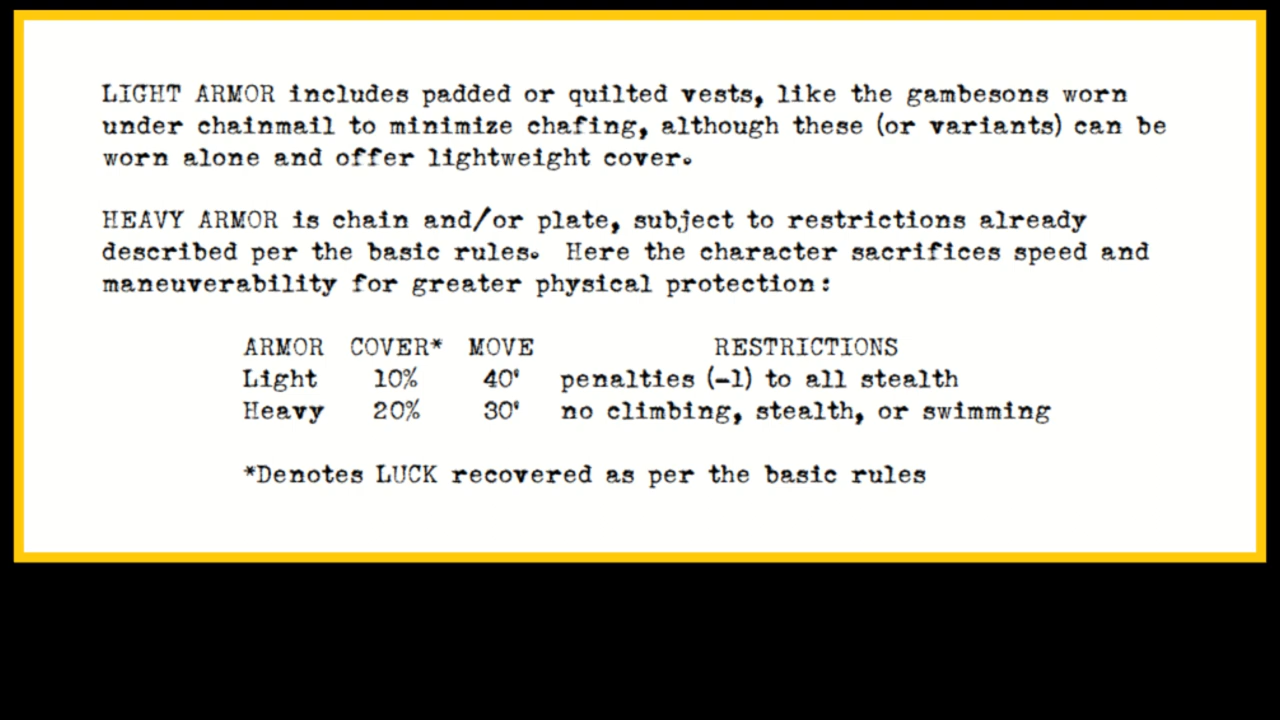 LIGHT ARMOR includes padded or quilted vests, like the gambesons worn
under chainmail to minimize chafing, although these (or variants) can be
worn alone and offer lightweight cover.
HEAVY ARMOR is chain and/or plate, subject to restrictions already
described per the basic rules. Here the character sacrifices speed and
maneuverability for greater physical protection:
ARMOR COVER* MOVE RESTRICTIONS
Light 10% 40' penalties (-1) to all stealth
Heavy 20% 30' no climbing, stealth, or swimming
*Denotes LUCK recovered as per the basic rules